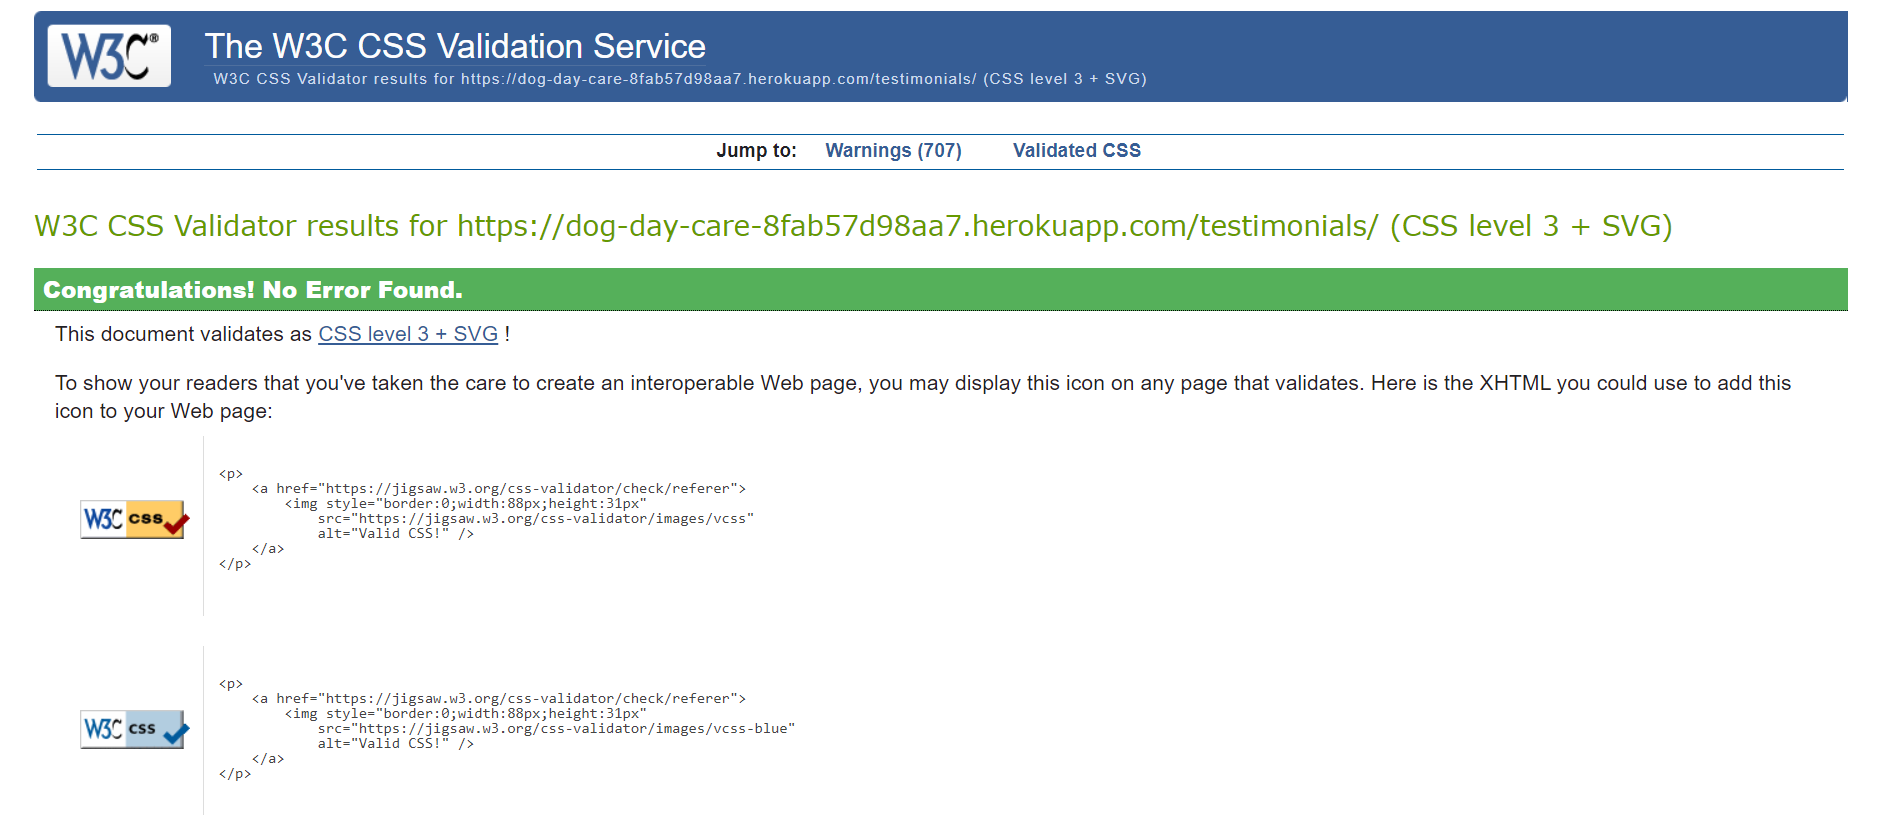 W3C®
The W3C CSS Validation Service
W3C CSS Validator results for https://dog-day-care-8fab57d98aa7.herokuapp.com/testimonials/ (CSS level 3 + SVG)
Jump to: Warnings (707) Validated CSS
W3C CSS Validator results for https://dog-day-care-8fab57d98aa7.herokuapp.com/testimonials/ (CSS level 3 + SVG)
Congratulations! No Error Found.
This document validates as CSS level 3 + SVG !
To show your readers that you've taken the care to create an interoperable Web page, you may display this icon on any page that validates. Here is the XHTML you could use to add this
icon to your Web page:
W3C css
<p>
    <a href="https://jigsaw.w3.org/css-validator/check/referer">
        <img style="border:0;width:88px;height:31px"
            src="https://jigsaw.w3.org/css-validator/images/vcss"
            alt="Valid CSS!" />
    </a>
</p>
W3C css
<p>
    <a href="https://jigsaw.w3.org/css-validator/check/referer">
        <img style="border:0;width:88px;height:31px"
            src="https://jigsaw.w3.org/css-validator/images/vcss-blue"
            alt="Valid CSS!" />
    </a>
</p>